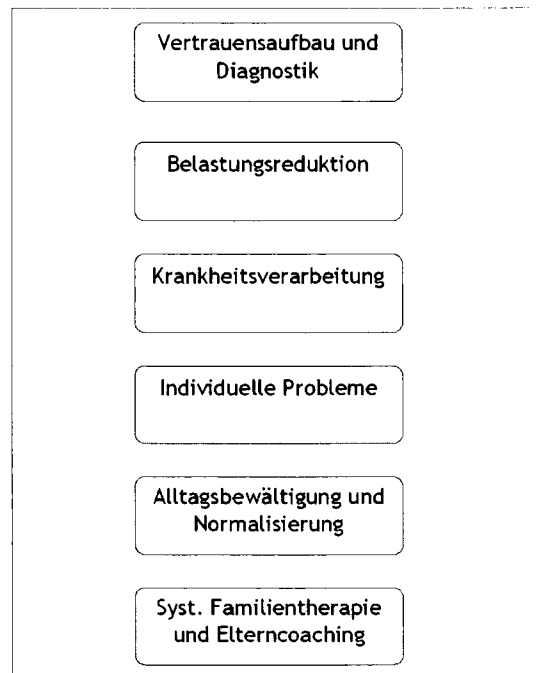 Vertrauensaufbau und
Diagnostik
Belastungsreduktion
Krankheitsverarbeitung
Individuelle Probleme
Alltagsbewältigung und
Normalisierung
Syst. Familientherapie
und Elterncoaching